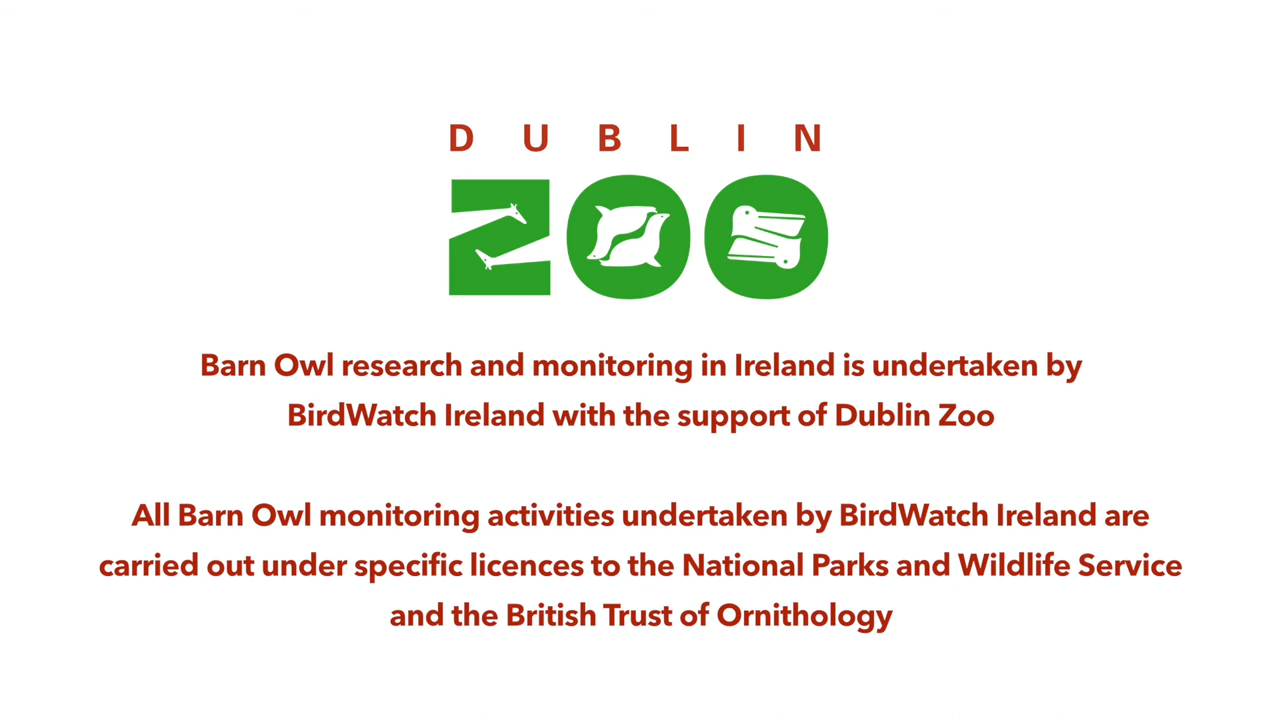 DUBLIN
ZOO
Barn Owl research and monitoring in Ireland is undertaken by
BirdWatch Ireland with the support of Dublin Zoo
All Barn Owl monitoring activities undertaken by BirdWatch Ireland are
carried out under specific licences to the National Parks and Wildlife Service
and the British Trust of Ornithology